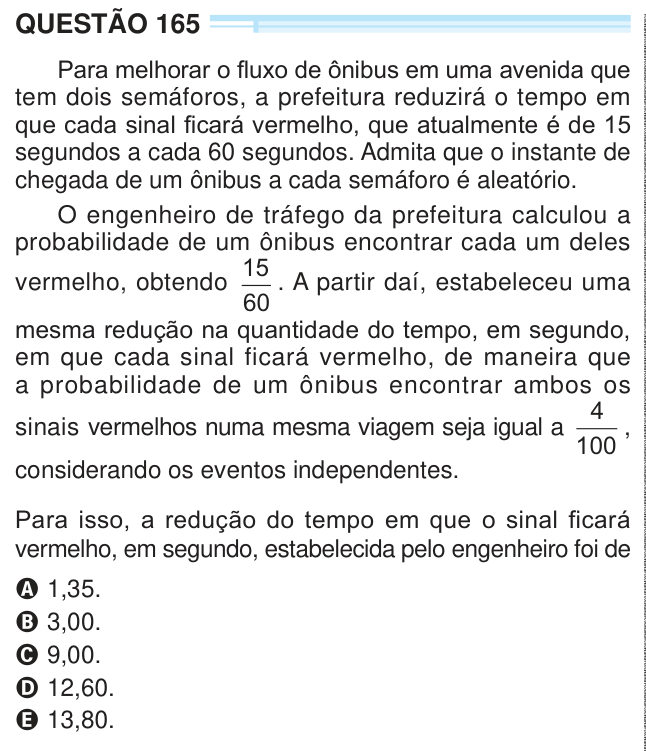 QUESTÃO 165
Para melhorar o fluxo de ônibus em uma avenida que
tem dois semáforos, a prefeitura reduzirá o tempo em
que cada sinal ficará vermelho, que atualmente é de 15
segundos a cada 60 segundos. Admita que o instante de
chegada de um ônibus a cada semáforo é aleatório.
O engenheiro de tráfego da prefeitura calculou a
probabilidade de um ônibus encontrar cada um deles
vermelho, obtendo 15/60. A partir daí, estabeleceu uma
mesma redução na quantidade do tempo, em segundo,
em que cada sinal ficará vermelho, de maneira que
a probabilidade de um ônibus encontrar ambos os
sinais vermelhos numa mesma viagem seja igual a 4/100,
considerando os eventos independentes.
Para isso, a redução do tempo em que o sinal ficará
vermelho, em segundo, estabelecida pelo engenheiro foi de
A 1,35.
B 3,00.
C 9,00.
D 12,60.
E 13,80.